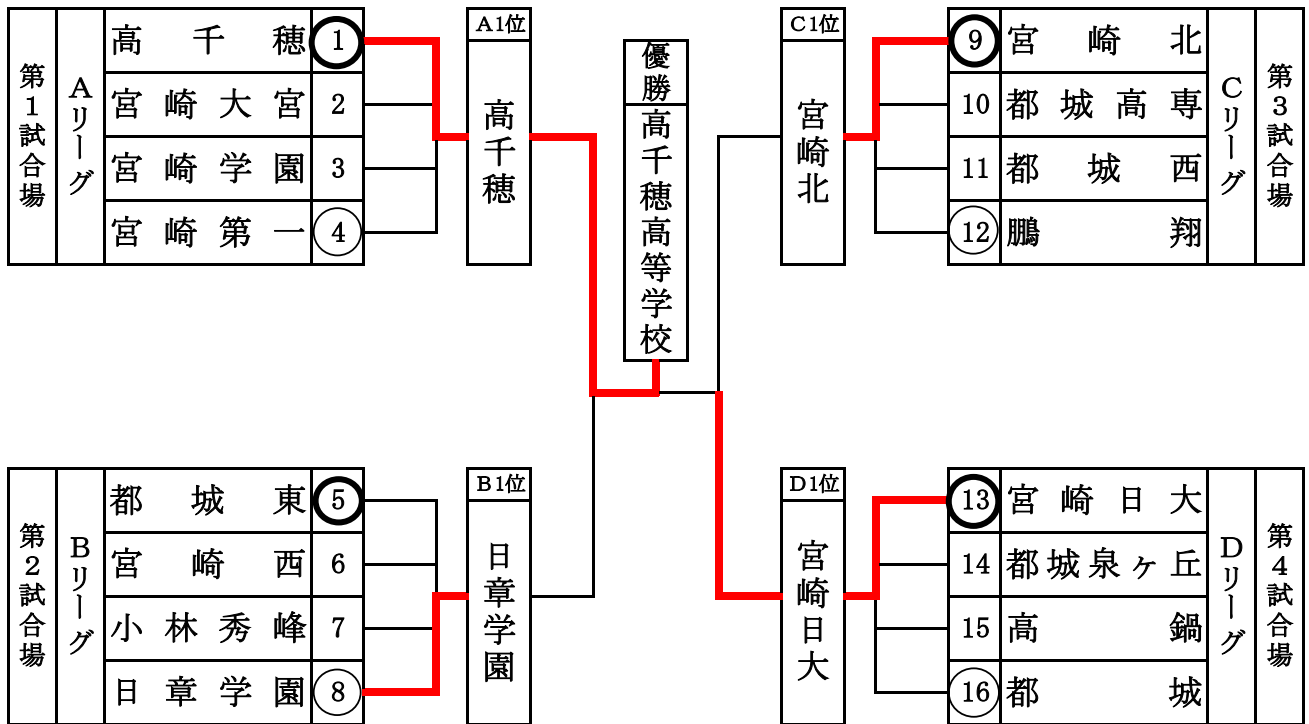 第1試合場
Aリーグ
高千穂 1
宮崎大宮 2
宮崎学園 3
宮崎第一 4
A1位
高千穂
優勝
高千穂高等学校
C1位
宮崎北
9 宮崎北
10 都城高専
11 都城西
12 鵬翔
Cリーグ
第3試合場
第2試合場
Bリーグ
都城東 5
宮崎西 6
小林秀峰 7
日章学園 8
B1位
日章学園
D1位
宮崎日大
13 宮崎日大
14 都城泉ヶ丘
15 高鍋
16 都城
Dリーグ
第4試合場